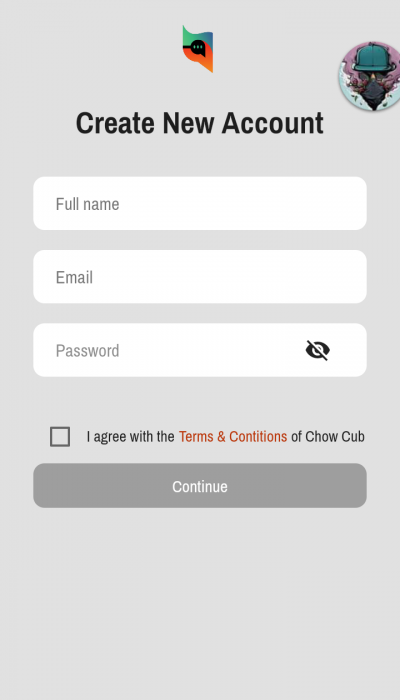 Create New Account
Full name
Email
Password
I agree with the Terms & Contitions of Chow Cub
Continue